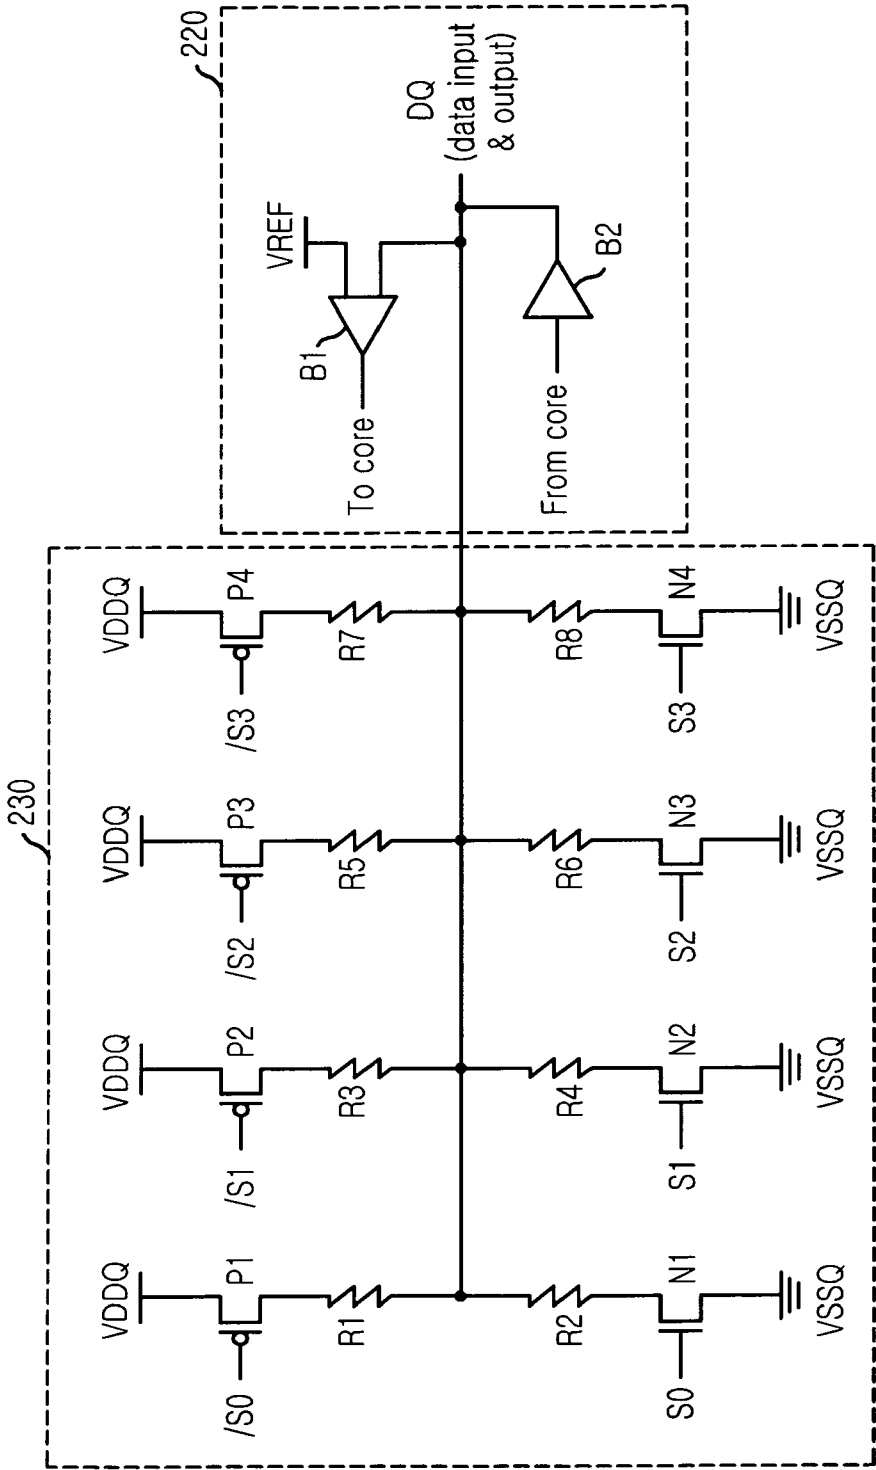 230
220
VDDQ
VDDQ
VDDQ
VDDQ
P1
P2
P3
P4
/S0
/S1
/S2
/S3
R1
R3
R5
R7
R2
R4
R6
R8
S0
S1
S2
S3
N1
N2
N3
N4
VSSQ
VSSQ
VSSQ
VSSQ
VREF
B1
To core
DQ
(data input
& output)
From core
B2